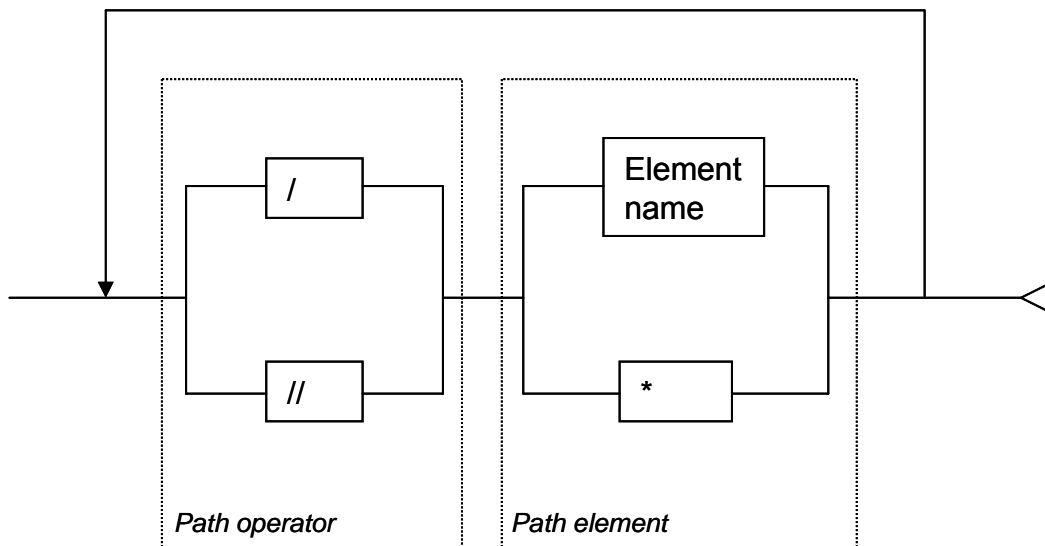 /
Element
name
//
*
Path operator
Path element